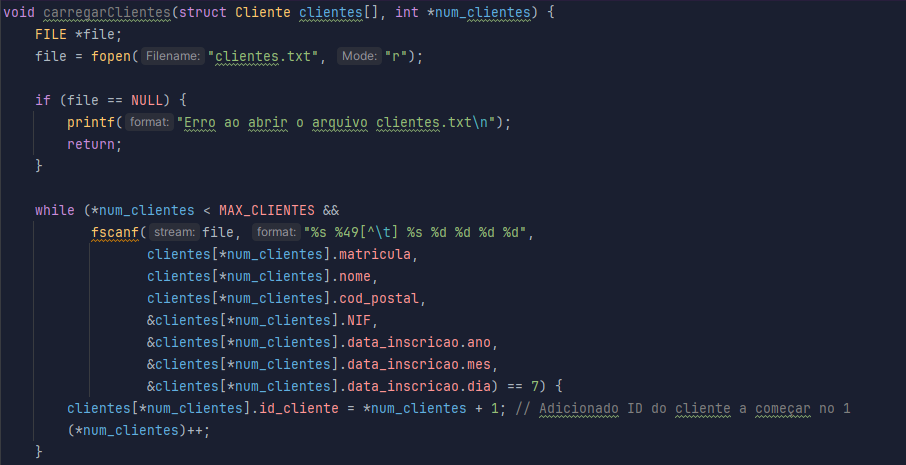 void carregarClientes(struct Cliente clientes[], int *num_clientes) {
FILE *file;
file = fopen( Filename: "clientes.txt", Mode: "r");
if (file == NULL) {
printf( format: "Erro ao abrir o arquivo clientes.txt\n");
return;
}
while (*num_clientes < MAX_CLIENTES &&
fscanf( stream: file, format: "%s %49[^\t] %s %d %d %d %d",
clientes[*num_clientes].matricula,
clientes[*num_clientes].nome,
clientes[*num_clientes].cod_postal,
&clientes[*num_clientes].NIF,
&clientes[*num_clientes].data_inscricao.ano,
&clientes[*num_clientes].data_inscricao.mes,
&clientes[*num_clientes].data_inscricao.dia) == 7) {
clientes[*num_clientes].id_cliente = *num_clientes + 1; // Adicionado ID do cliente a começar no 1
(*num_clientes)++;
}